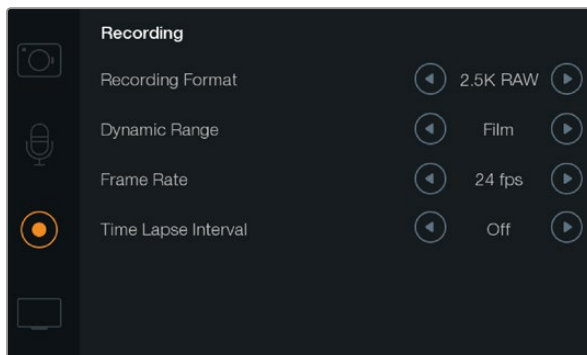 Recording
Recording Format 2.5K RAW
Dynamic Range Film
Frame Rate 24 fps
Time Lapse Interval Off